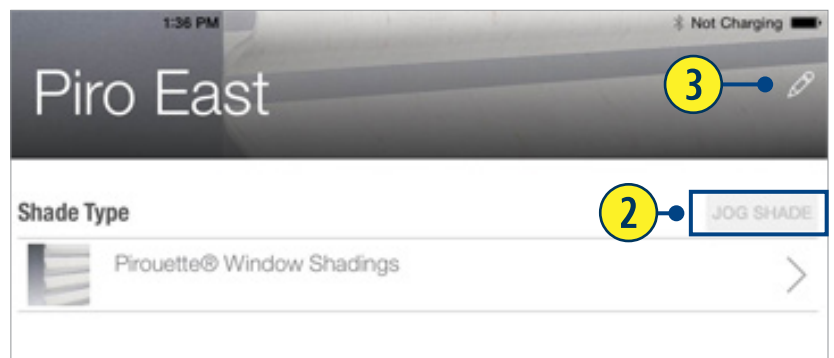 1:36 PM
Not Charging
Piro East
3
Shade Type
2
JOG SHADE
Pirouette® Window Shadings